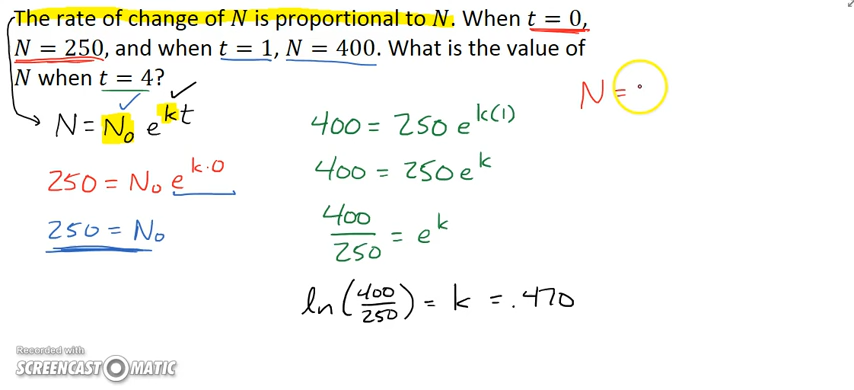 The rate of change of N is proportional to N. When t = 0,
N = 250, and when t = 1, N = 400. What is the value of
N when t = 4?
N = N₀ e^kt
250 = N₀ e^k·0
250 = N₀
400 = 250 e^k(1)
400 = 250 e^k
400/250 = e^k
ln(400/250) = k = .470
N =
Recorded with
SCREENCAST-O-MATIC